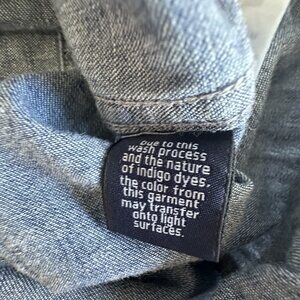 Due to this
wash process
and the nature
of indigo dyes,
the color from
this garment
may transfer
onto light
surfaces.